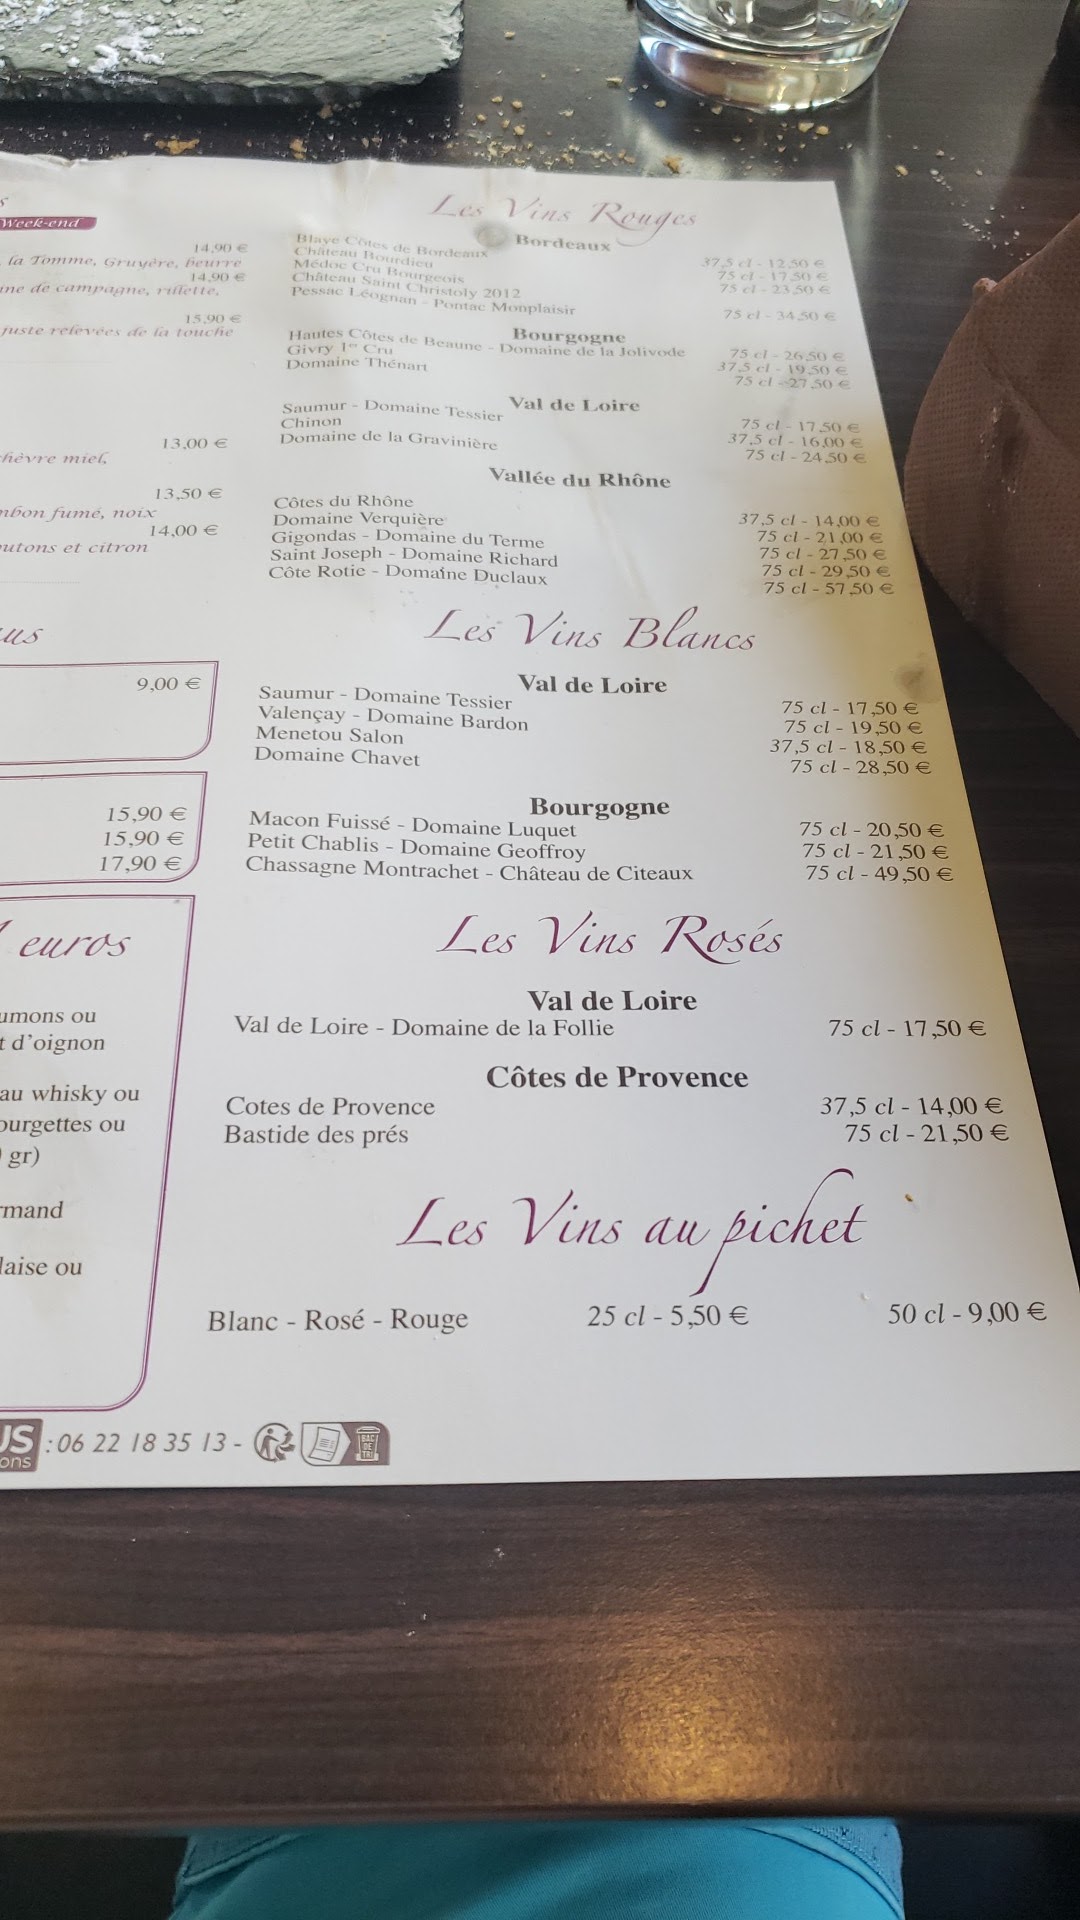 s
Week-end
14,90 €
la Tomme, Gruyère, beurre
14,90 €
ne de campagne, rillette,
15,90 €
juste relevées de la touche
13,00 €
hèvre miel,
13,50 €
nbon fumé, noix
14,00 €
utons et citron
us
9,00 €
15,90 €
15,90 €
17,90 €
euros
umons ou
t d'oignon
au whisky ou
ourgettes ou
gr)
rmand
laise ou
Les Vins Rouges
Bordeaux
Blaye Côtes de Bordeaux
Château Bourdieu 37,5 cl - 12,50 €
Médoc Cru Bourgeois 75 cl - 17,50 €
Château Saint Christoly 2012 75 cl - 23,50 €
Pessac Léognan - Pontac Monplaisir 75 cl - 34,50 €
Bourgogne
Hautes Côtes de Beaune - Domaine de la Jolivode 75 cl - 26,50 €
Givry 1er Cru 37,5 cl - 19,50 €
Domaine Thénart 75 cl - 27,50 €
Val de Loire
Saumur - Domaine Tessier 75 cl - 17,50 €
Chinon 37,5 cl - 16,00 €
Domaine de la Gravinière 75 cl - 24,50 €
Vallée du Rhône
Côtes du Rhône 37,5 cl - 14,00 €
Domaine Verquière 75 cl - 21,00 €
Gigondas - Domaine du Terme 75 cl - 27,50 €
Saint Joseph - Domaine Richard 75 cl - 29,50 €
Côte Rotie - Domaine Duclaux 75 cl - 57,50 €
Les Vins Blancs
Val de Loire
Saumur - Domaine Tessier 75 cl - 17,50 €
Valençay - Domaine Bardon 75 cl - 19,50 €
Menetou Salon 37,5 cl - 18,50 €
Domaine Chavet 75 cl - 28,50 €
Bourgogne
Macon Fuissé - Domaine Luquet 75 cl - 20,50 €
Petit Chablis - Domaine Geoffroy 75 cl - 21,50 €
Chassagne Montrachet - Château de Citeaux 75 cl - 49,50 €
Les Vins Rosés
Val de Loire
Val de Loire - Domaine de la Follie 75 cl - 17,50 €
Côtes de Provence
Cotes de Provence 37,5 cl - 14,00 €
Bastide des prés 75 cl - 21,50 €
Les Vins au pichet
Blanc - Rosé - Rouge 25 cl - 5,50 € 50 cl - 9,00 €
US
ons
: 06 22 18 35 13 -
BAC
DE
TRI